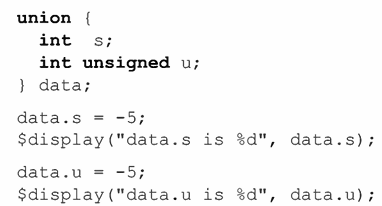 union {
  int  s;
  int unsigned u;
} data;
data.s = -5;
$display("data.s is %d", data.s);
data.u = -5;
$display("data.u is %d", data.u);